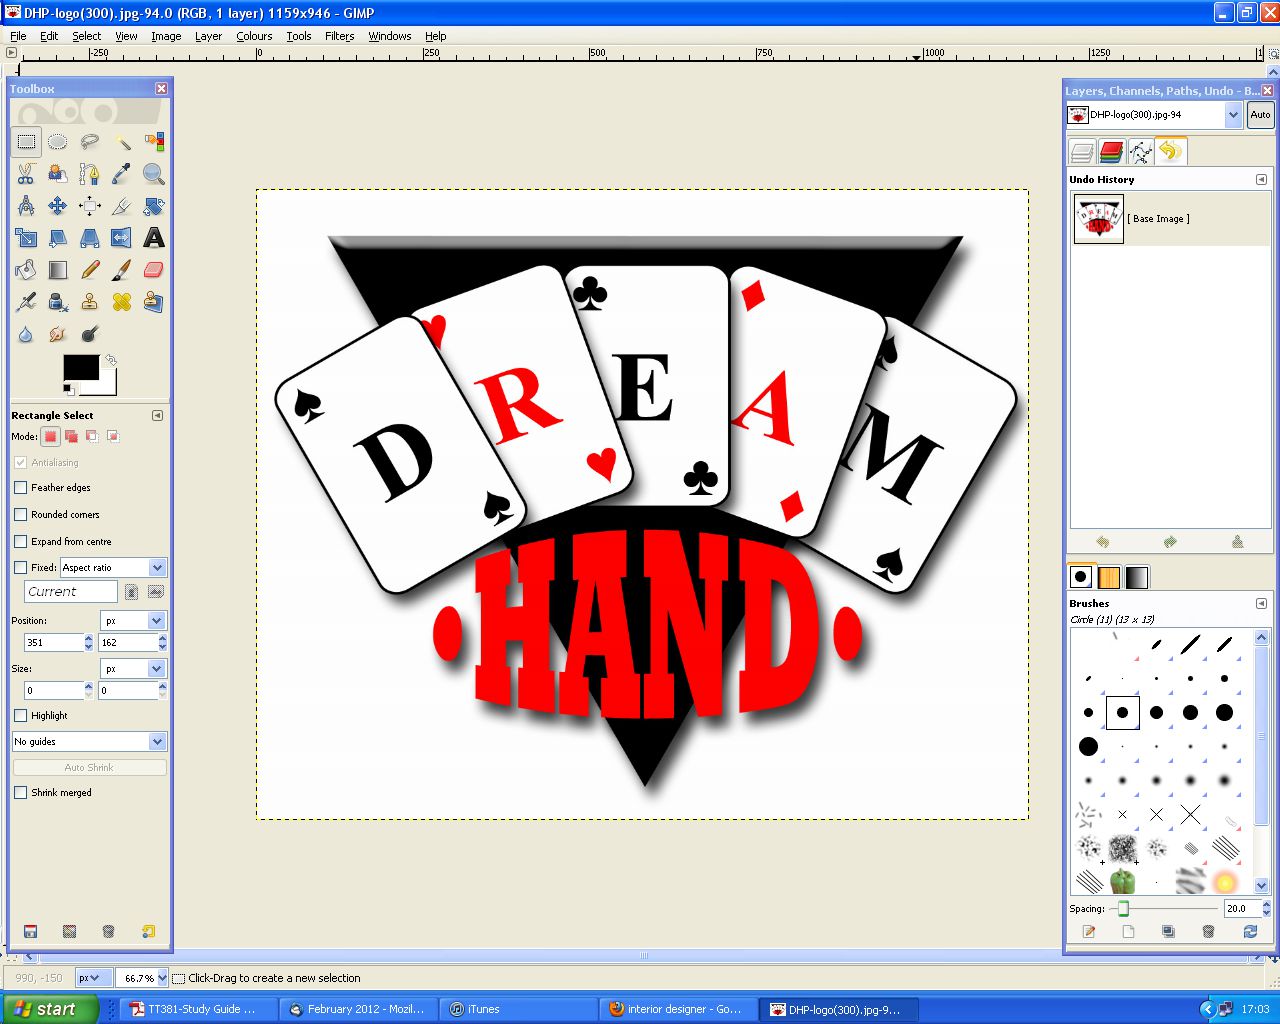 DHP-logo(300).jpg-94.0 (RGB, 1 layer) 1159x946 - GIMP
File Edit Select View Image Layer Colours Tools Filters Windows Help
-250 0 250 500 750 1000 1250
Toolbox
Rectangle Select
Mode:
Antialiasing
Feather edges
Rounded corners
Expand from centre
Fixed: Aspect ratio
Current
Position: px
351 162
Size: px
0 0
Highlight
No guides
Auto Shrink
Shrink merged
DREAM
HAND
Layers, Channels, Paths, Undo - B...
DHP-logo(300).jpg-94 Auto
Undo History
[ Base Image ]
Brushes
Circle (11) (13 x 13)
Spacing: 20.0
990, -150 px 66.7% Click-Drag to create a new selection
start TT381-Study Guide ... February 2012 - Mozil... iTunes interior designer - Go... DHP-logo(300).jpg-9... 17:03